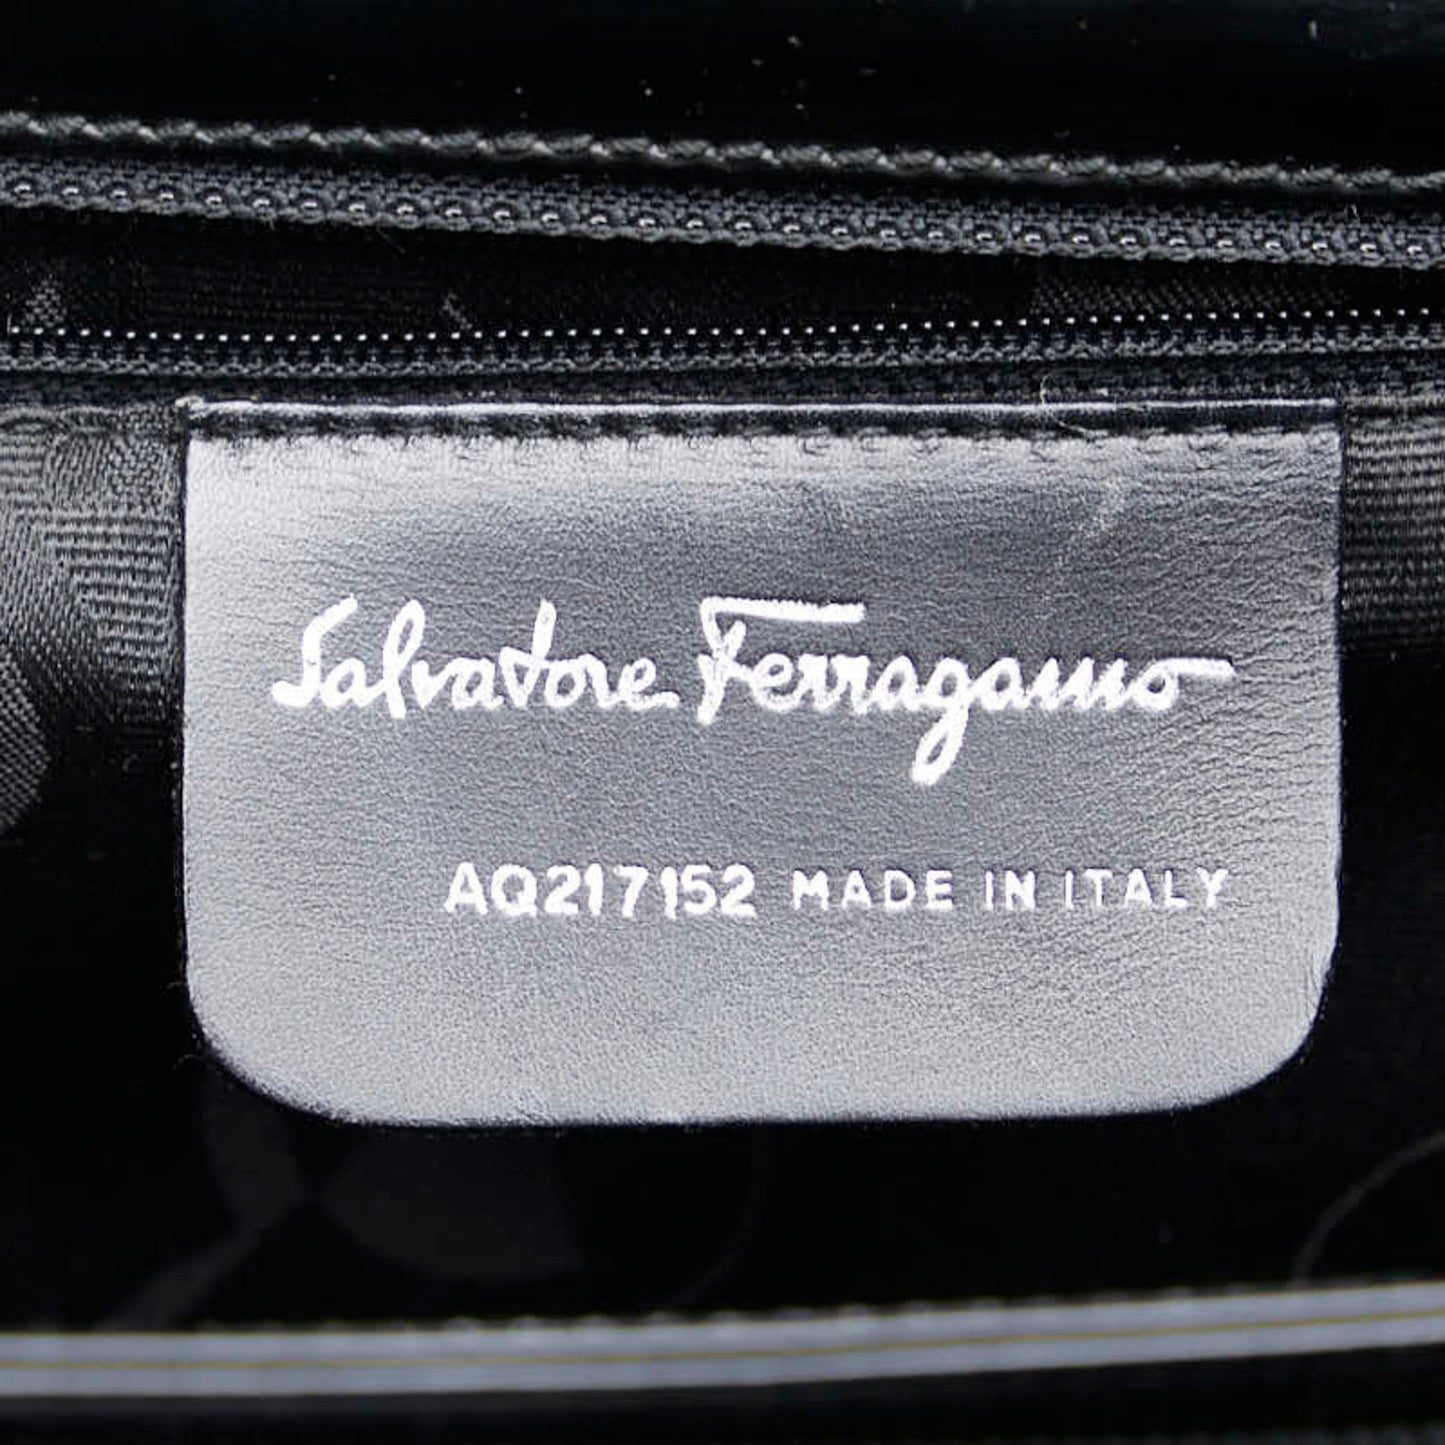 Salvatore Ferragamo
AQ217152 MADE IN ITALY